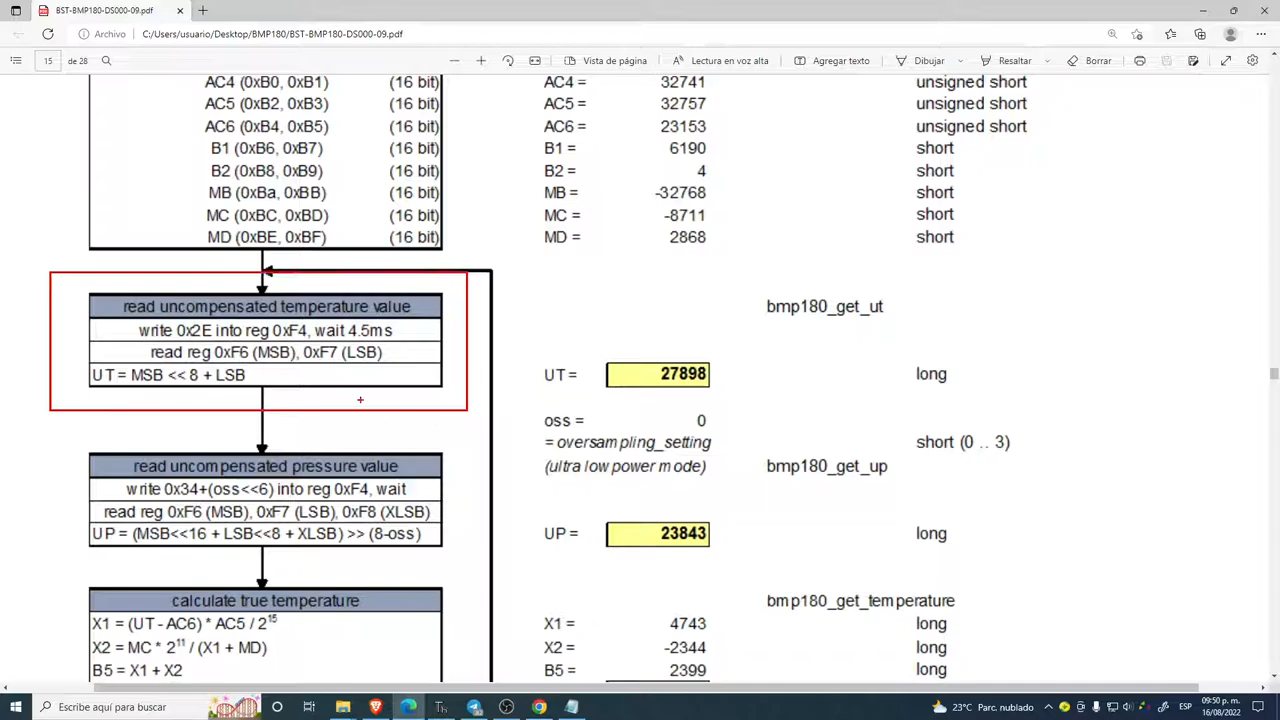 BST-BMP180-DS000-09.pdf
Archivo
C:/Users/usuario/Desktop/BMP180/BST-BMP180-DS000-09.pdf
15 de 28
Vista de página
Lectura en voz alta
Agregar texto
Dibujar
Resaltar
Borrar
AC4 (0xB0, 0xB1) (16 bit) AC4 = 32741 unsigned short
AC5 (0xB2, 0xB3) (16 bit) AC5 = 32757 unsigned short
AC6 (0xB4, 0xB5) (16 bit) AC6 = 23153 unsigned short
B1 (0xB6, 0xB7) (16 bit) B1 = 6190 short
B2 (0xB8, 0xB9) (16 bit) B2 = 4 short
MB (0xBa, 0xBB) (16 bit) MB = -32768 short
MC (0xBC, 0xBD) (16 bit) MC = -8711 short
MD (0xBE, 0xBF) (16 bit) MD = 2868 short
read uncompensated temperature value bmp180_get_ut
write 0x2E into reg 0xF4, wait 4.5ms
read reg 0xF6 (MSB), 0xF7 (LSB)
UT = MSB << 8 + LSB UT = 27898 long
oss = 0
= oversampling_setting short (0 .. 3)
read uncompensated pressure value (ultra low power mode) bmp180_get_up
write 0x34+(oss<<6) into reg 0xF4, wait
read reg 0xF6 (MSB), 0xF7 (LSB), 0xF8 (XLSB)
UP = (MSB<<16 + LSB<<8 + XLSB) >> (8-oss) UP = 23843 long
calculate true temperature bmp180_get_temperature
X1 = (UT - AC6) * AC5 / 2¹⁵ X1 = 4743 long
X2 = MC * 2¹¹ / (X1 + MD) X2 = -2344 long
B5 = X1 + X2 B5 = 2399 long
Escribe aquí para buscar
23°C Parc. nublado
09:50 p. m.
16/08/2022